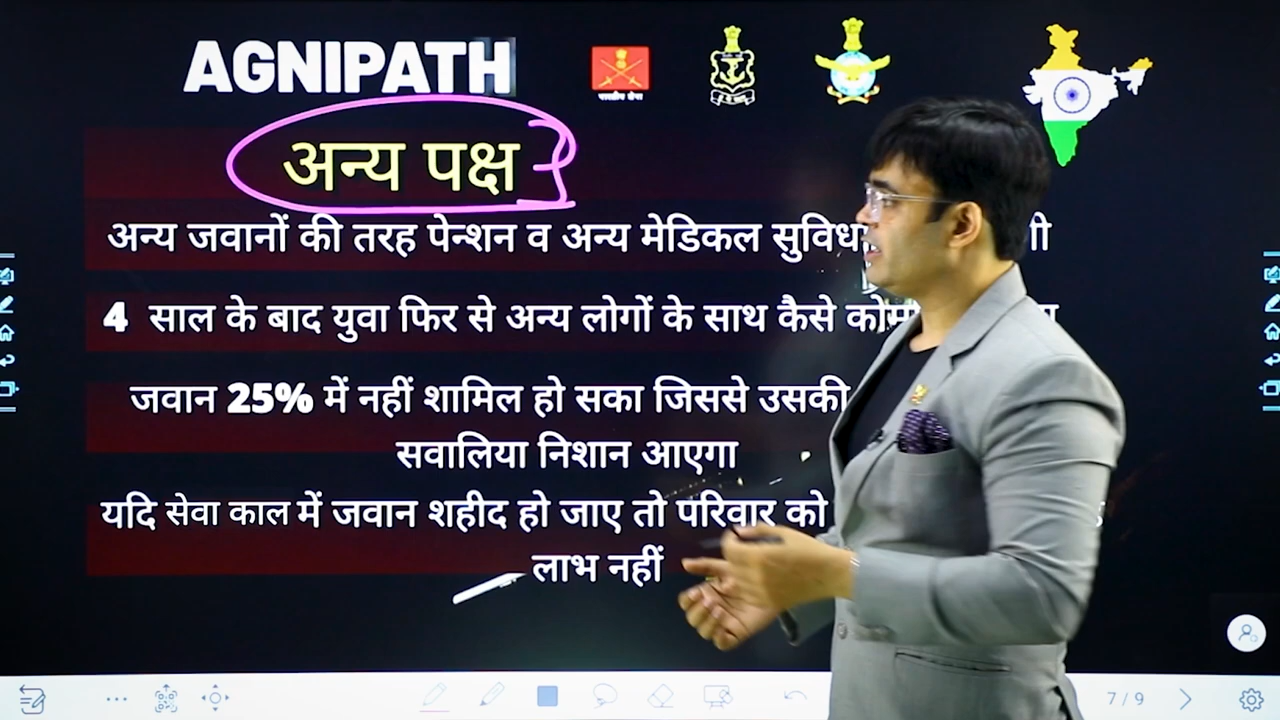 AGNIPATH
अन्य पक्ष
अन्य जवानों की तरह पेन्शन व अन्य मेडिकल सुविधा
4 साल के बाद युवा फिर से अन्य लोगों के साथ कैसे
जवान 25% में नहीं शामिल हो सका जिससे उसकी
सवालिया निशान आएगा
यदि सेवा काल में जवान शहीद हो जाए तो परिवार को
लाभ नहीं
7 / 9